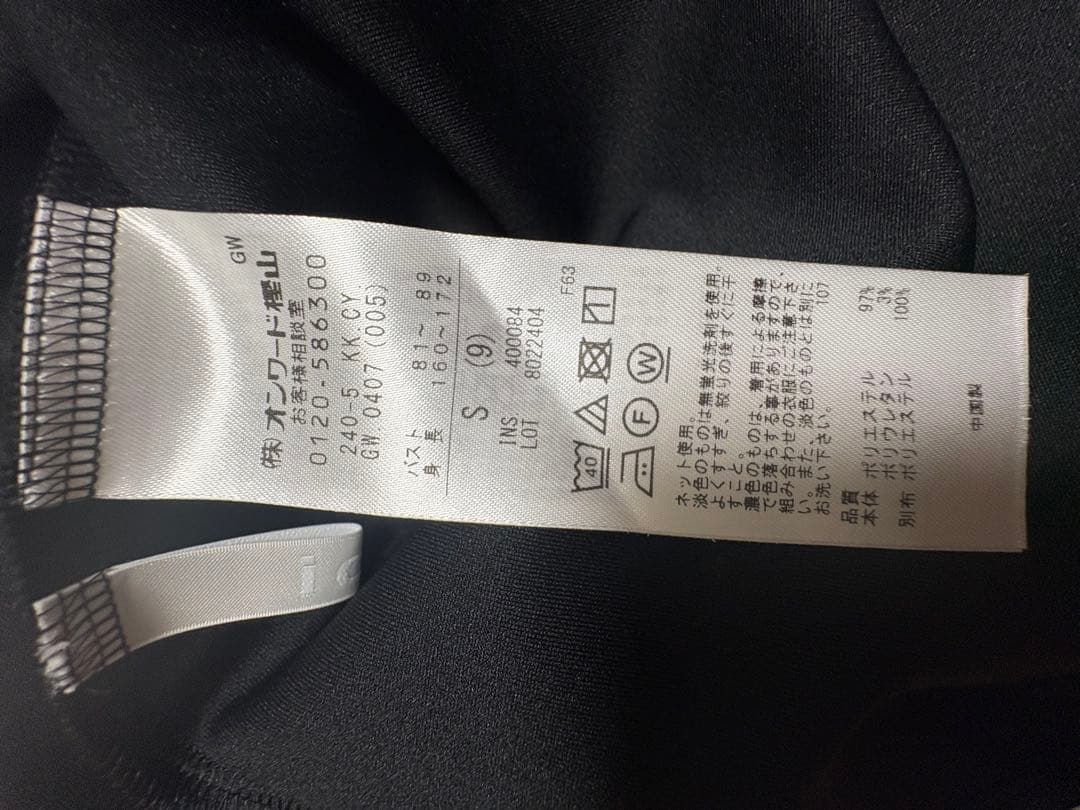 GW
㈱オンワード樫山
お客様相談室
0120-586300
240-5 KK CY
GW 0407 (005)
バスト 81〜 89
身長 160〜172
S (9)
INS 400084
LOT 8022404
F63
40
F W
ネット使用。
淡色のものは無蛍光洗剤を使用。
よくすすぎ、絞りの後すぐに干
すこと。
濃色のものは、着用による摩擦
で色落ちする事がありますので、
組み合わせの衣服にご注意下さ
い。また、淡色のものとは別に
お洗い下さい。 107
品質
本体 ポリエステル 97%
ポリウレタン 3%
別布 ポリエステル 100%
中国製